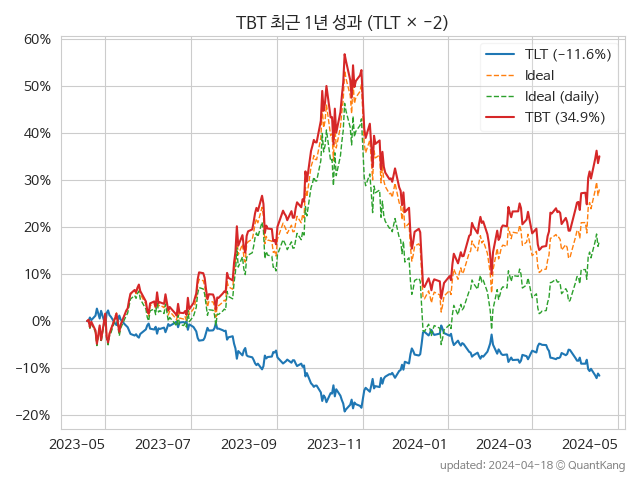 TBT 최근 1년 성과 (TLT × −2)
60%
50%
40%
30%
20%
10%
0%
−10%
−20%
TLT (−11.6%)
Ideal
Ideal (daily)
TBT (34.9%)
2023-05
2023-07
2023-09
2023-11
2024-01
2024-03
2024-05
updated: 2024-04-18 © QuantKang